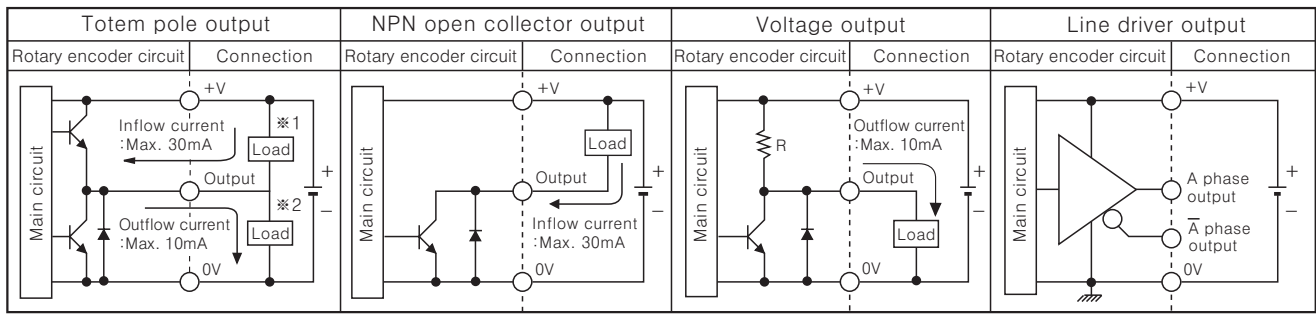 Totem pole output
Rotary encoder circuit
Connection
Main circuit
+V
Inflow current
:Max. 30mA
※1
Load
Output
+
−
※2
Outflow current
:Max. 10mA
Load
0V
NPN open collector output
Rotary encoder circuit
Connection
Main circuit
+V
Load
Output
+
−
Inflow current
:Max. 30mA
0V
Voltage output
Rotary encoder circuit
Connection
Main circuit
+V
R
Outflow current
:Max. 10mA
Output
+
−
Load
0V
Line driver output
Rotary encoder circuit
Connection
Main circuit
+V
A phase
output
+
−
A̅ phase
output
0V